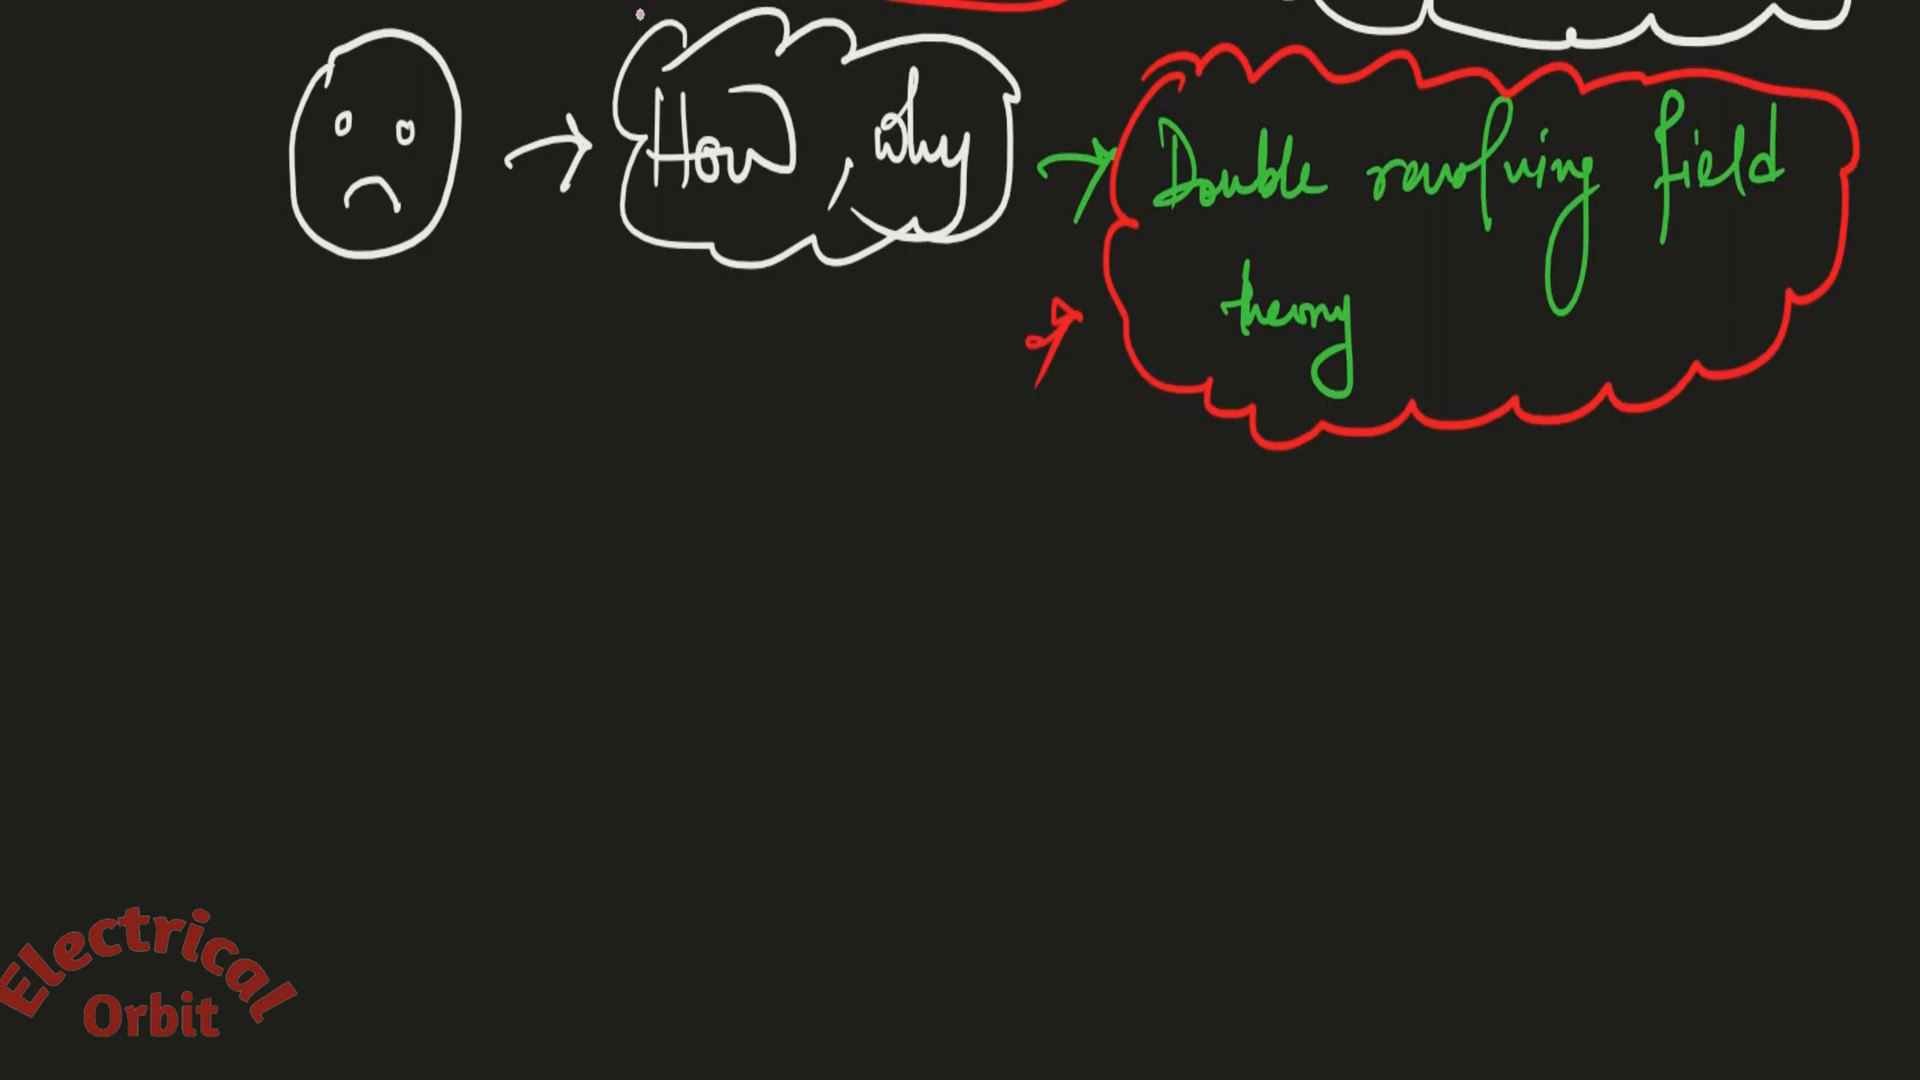 How, why
Double revolving field
theory
Electrical
Orbit